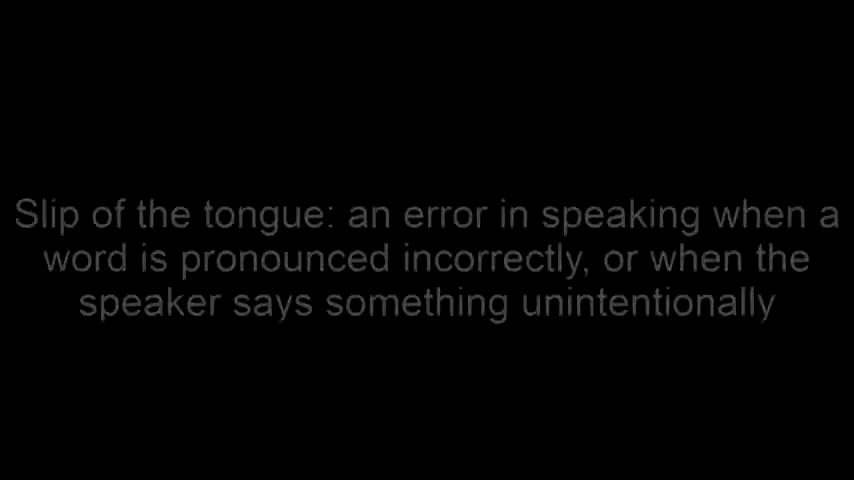 Slip of the tongue: an error in speaking when a
word is pronounced incorrectly, or when the
speaker says something unintentionally